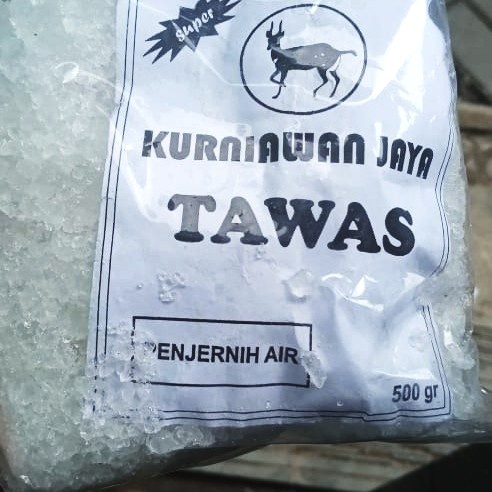 super
KURNIAWAN JAYA
TAWAS
PENJERNIH AIR
500 gr